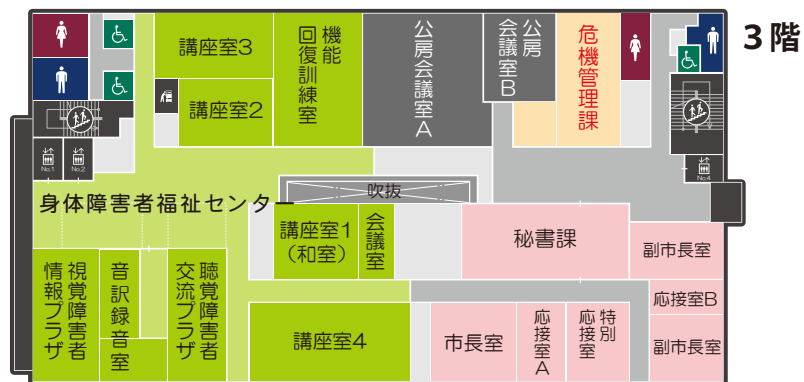 3階
講座室3
機能
回復訓練室
公房会議室A
公房
会議室B
危機管理課
講座室2
No.1
No.2
No.4
吹抜
身体障害者福祉センター
講座室1
(和室)
会議室
秘書課
副市長室
視覚障害者
情報プラザ
音訳録音室
聴覚障害者
交流プラザ
講座室4
市長室
応接室A
特別
応接室
応接室B
副市長室